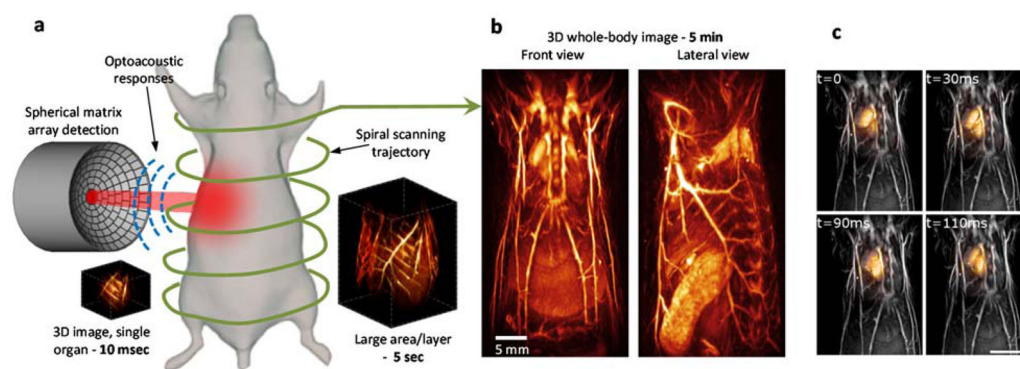 a
Optoacoustic
responses
Spherical matrix
array detection
Spiral scanning
trajectory
3D image, single
organ - 10 msec
Large area/layer
- 5 sec
b
3D whole-body image - 5 min
Front view
Lateral view
5 mm
c
t=0
t=30ms
t=90ms
t=110ms